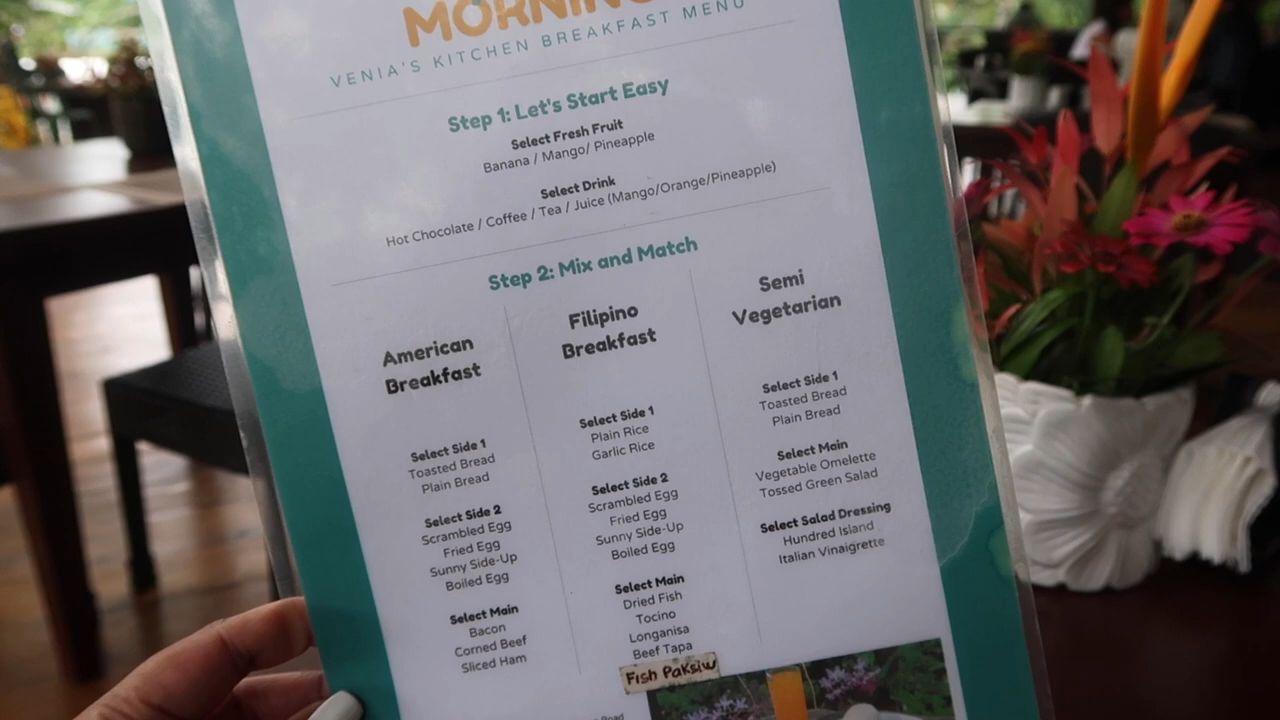 MORNING
VENIA'S KITCHEN BREAKFAST MENU
Step 1: Let's Start Easy
Select Fresh Fruit
Banana / Mango/ Pineapple
Select Drink
Hot Chocolate / Coffee / Tea / Juice (Mango/Orange/Pineapple)
Step 2: Mix and Match
American
Breakfast
Select Side 1
Toasted Bread
Plain Bread
Select Side 2
Scrambled Egg
Fried Egg
Sunny Side-Up
Boiled Egg
Select Main
Bacon
Corned Beef
Sliced Ham
Filipino
Breakfast
Select Side 1
Plain Rice
Garlic Rice
Select Side 2
Scrambled Egg
Fried Egg
Sunny Side-Up
Boiled Egg
Select Main
Dried Fish
Tocino
Longanisa
Beef Tapa
Fish Paksiw
Semi
Vegetarian
Select Side 1
Toasted Bread
Plain Bread
Select Main
Vegetable Omelette
Tossed Green Salad
Select Salad Dressing
Hundred Island
Italian Vinaigrette